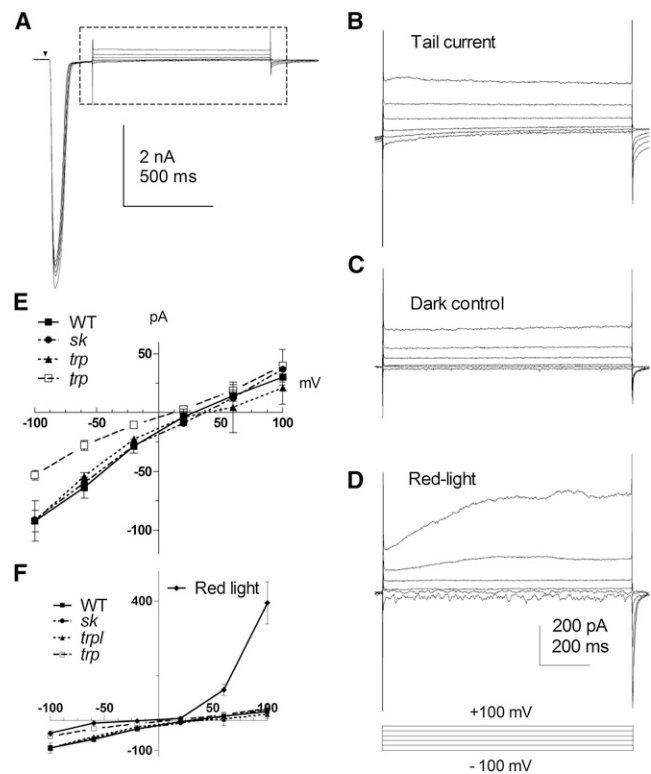 A
2 nA
500 ms
B
Tail current
C
Dark control
D
Red-light
200 pA
200 ms
+100 mV
- 100 mV
E
WT
sk
trp
trp
pA
50
mV
-100
-50
50
100
-50
-100
F
WT
sk
trpl
trp
Red light
400
-100
-50
50
100
-100